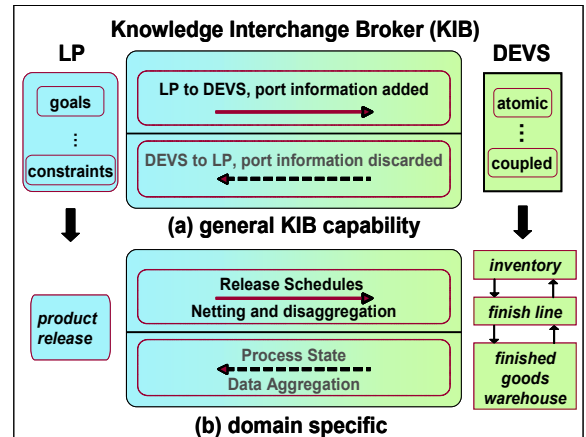 Knowledge Interchange Broker (KIB)
LP
DEVS
goals
⋮
constraints
LP to DEVS, port information added
DEVS to LP, port information discarded
atomic
⋮
coupled
(a) general KIB capability
product
release
Release Schedules
Netting and disaggregation
Process State
Data Aggregation
inventory
finish line
finished
goods
warehouse
(b) domain specific